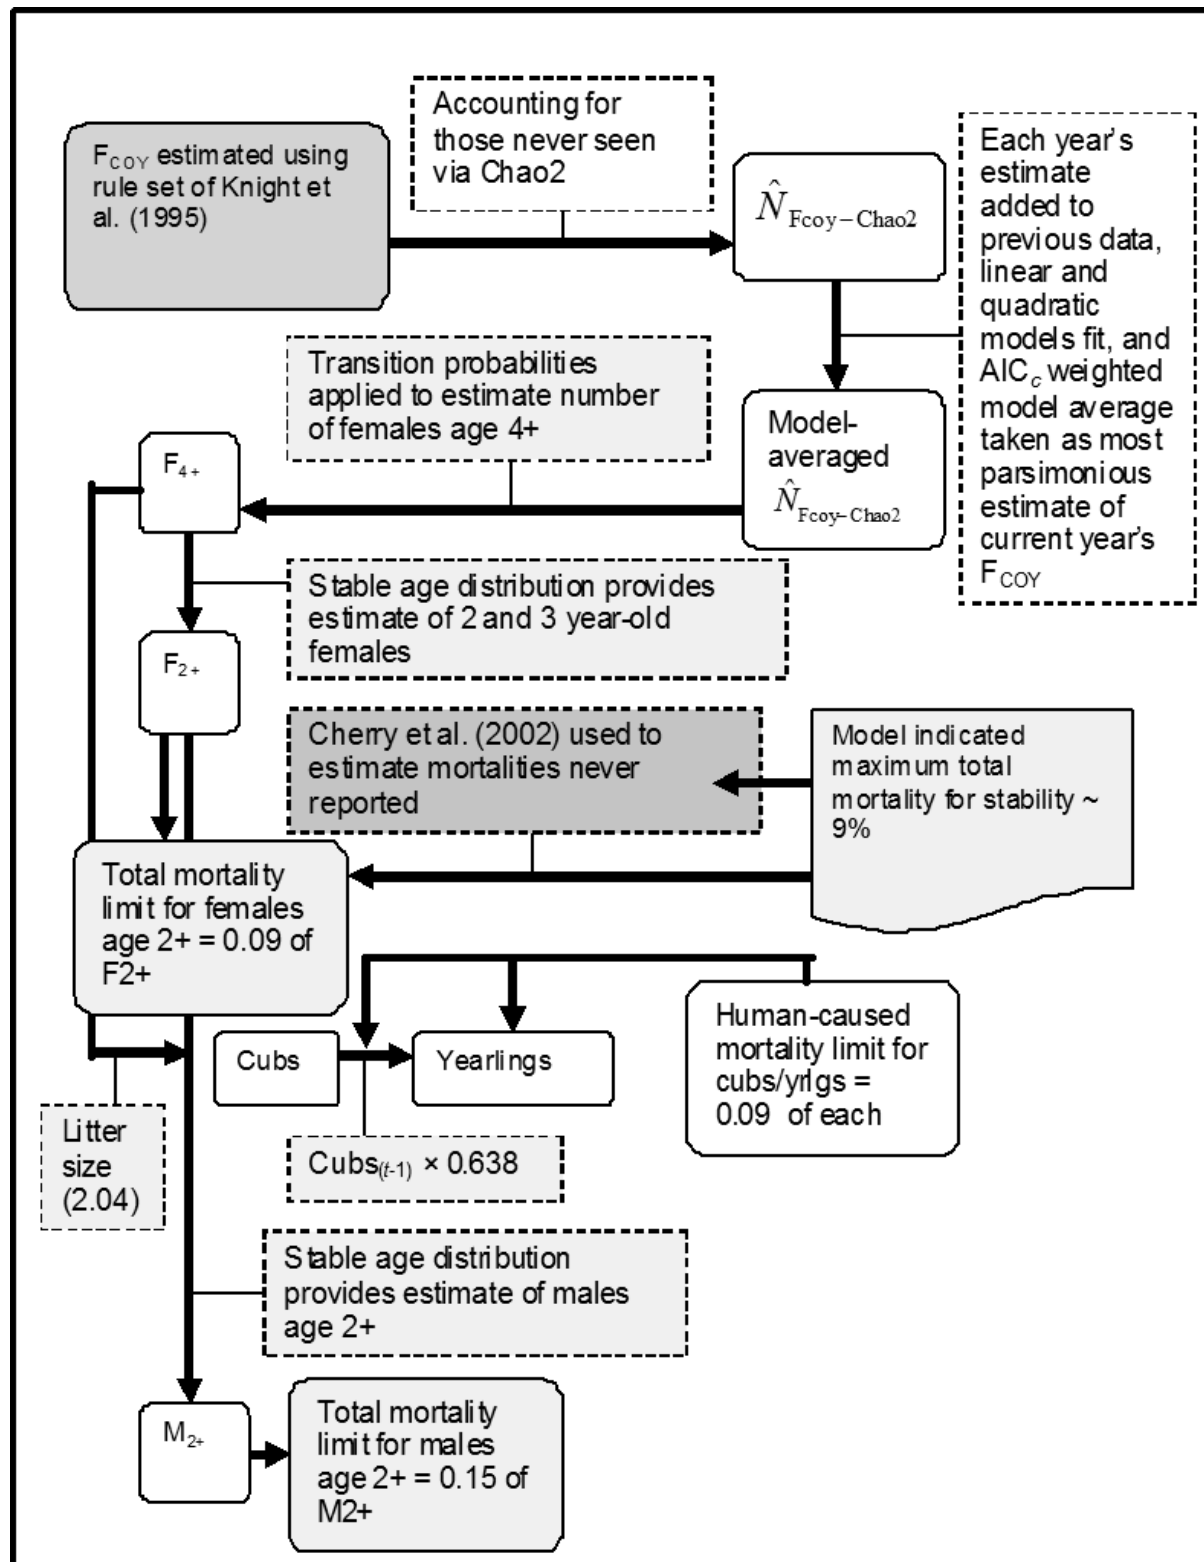 Accounting for
those never seen
via Chao2
F_COY estimated using
rule set of Knight et
al. (1995)
N̂_Fcoy–Chao2
Each year's
estimate
added to
previous data,
linear and
quadratic
models fit, and
AIC_c weighted
model average
taken as most
parsimonious
estimate of
current year's
F_COY
Transition probabilities
applied to estimate number
of females age 4+
Model-
averaged
N̂_Fcoy–Chao2
F_4+
Stable age distribution provides
estimate of 2 and 3 year-old
females
F_2+
Cherry et al. (2002) used to
estimate mortalities never
reported
Model indicated
maximum total
mortality for stability ~
9%
Total mortality
limit for females
age 2+ = 0.09 of
F2+
Cubs
Yearlings
Human-caused
mortality limit for
cubs/yrlgs =
0.09 of each
Litter
size
(2.04)
Cubs_(t-1) × 0.638
Stable age distribution
provides estimate of males
age 2+
M_2+
Total mortality
limit for males
age 2+ = 0.15 of
M2+